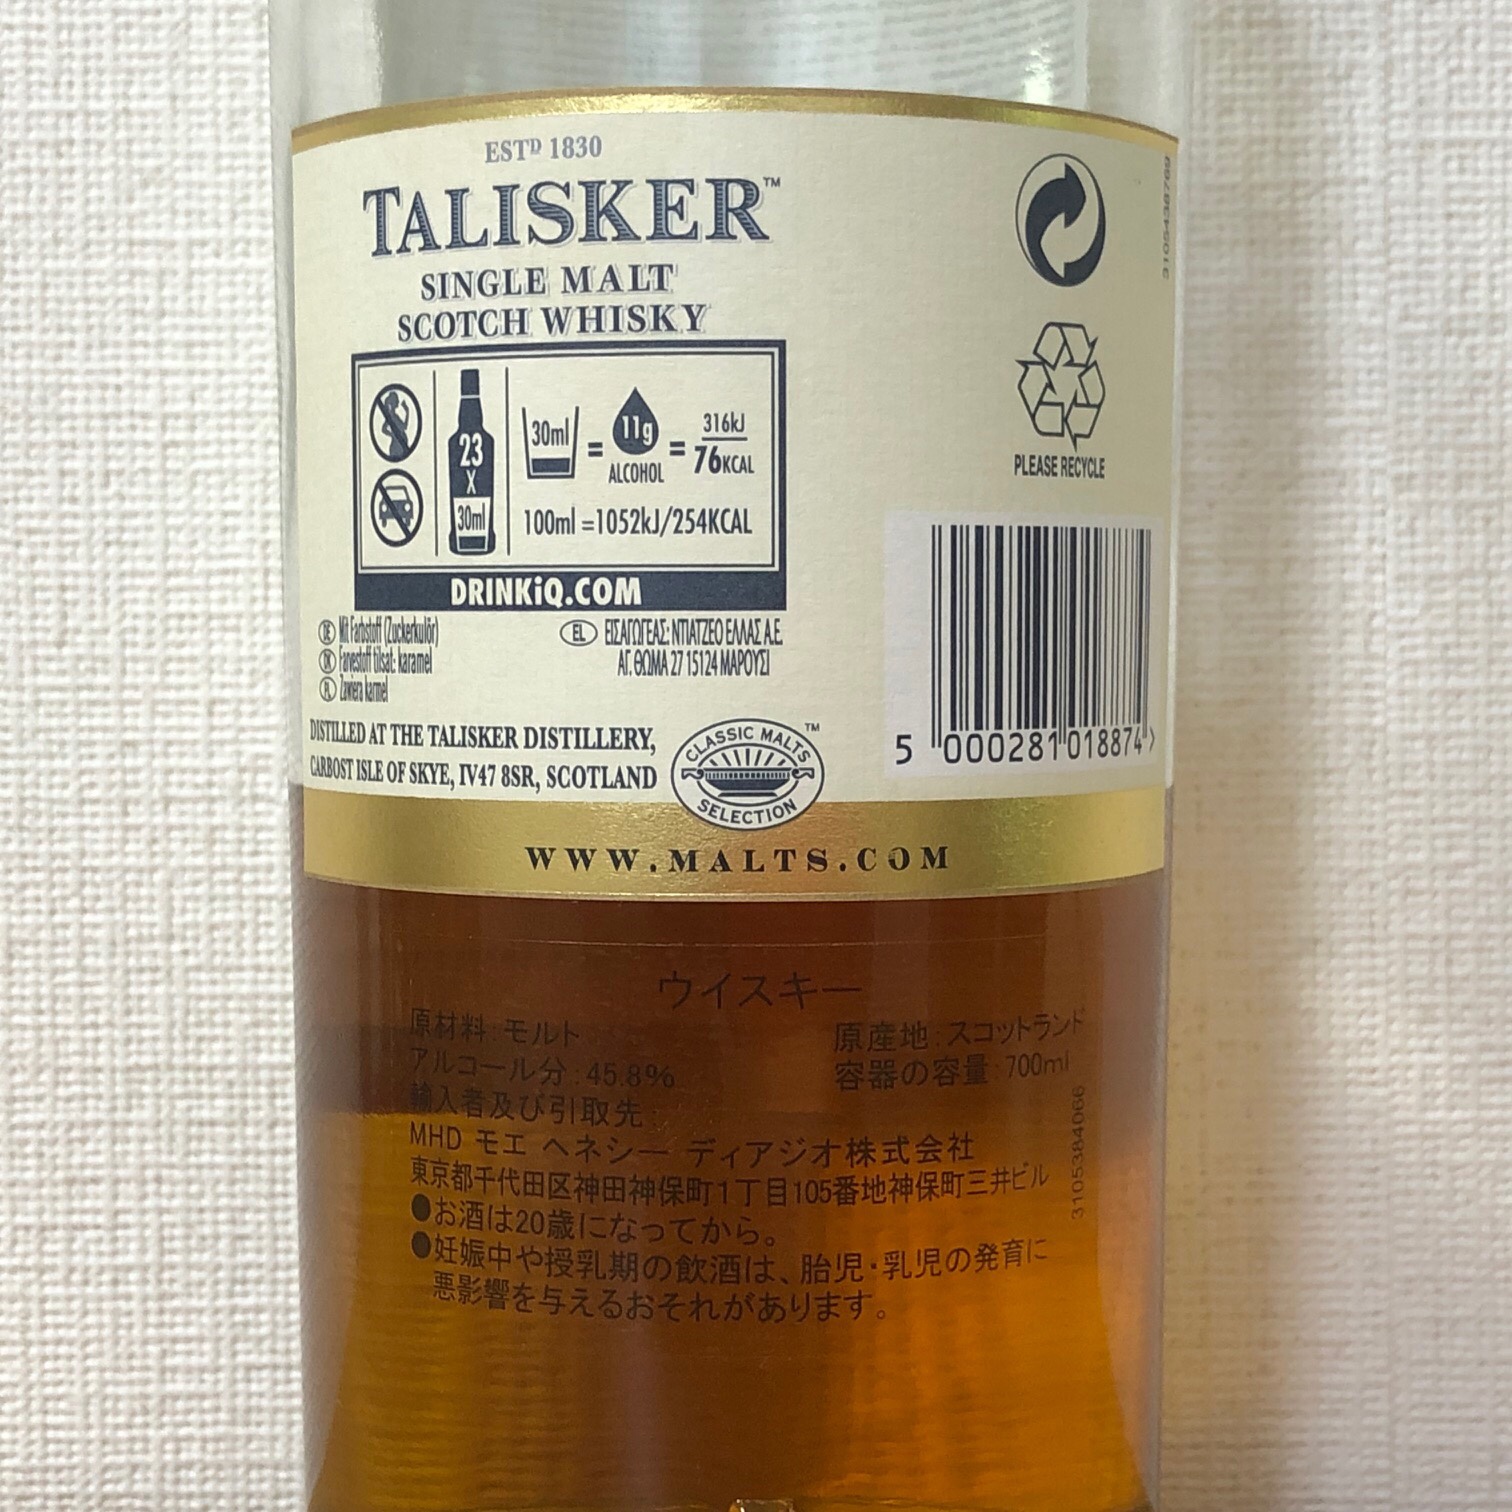 ESTᴰ 1830
TALISKER™
SINGLE MALT
SCOTCH WHISKY
23
X
30ml
30ml = 11g ALCOHOL = 316kJ
76KCAL
100ml =1052kJ/254KCAL
DRINKiQ.COM
DE Mit Farbstoff (Zuckerkulör)
DK Farvestoff tilsat: karamel
PL Zawiera karmel
EL ΕΙΣΑΓΩΓΕΑΣ: ΝΤΙΑΤΖΕΟ ΕΛΛΑΣ Α.Ε.
ΑΓ. ΘΩΜΑ 27 15124 ΜΑΡΟΥΣΙ
DISTILLED AT THE TALISKER DISTILLERY,
CARBOST ISLE OF SKYE, IV47 8SR, SCOTLAND
CLASSIC MALTS™
SELECTION
3105438769
PLEASE RECYCLE
5 000281 018874 >
WWW.MALTS.COM
ウイスキー
原材料:モルト
原産地:スコットランド
アルコール分:45.8%
容器の容量:700ml
輸入者及び引取先:
MHD モエ ヘネシー ディアジオ株式会社
東京都千代田区神田神保町1丁目105番地神保町三井ビル
●お酒は20歳になってから。
●妊娠中や授乳期の飲酒は、胎児・乳児の発育に
悪影響を与えるおそれがあります。
3105384066